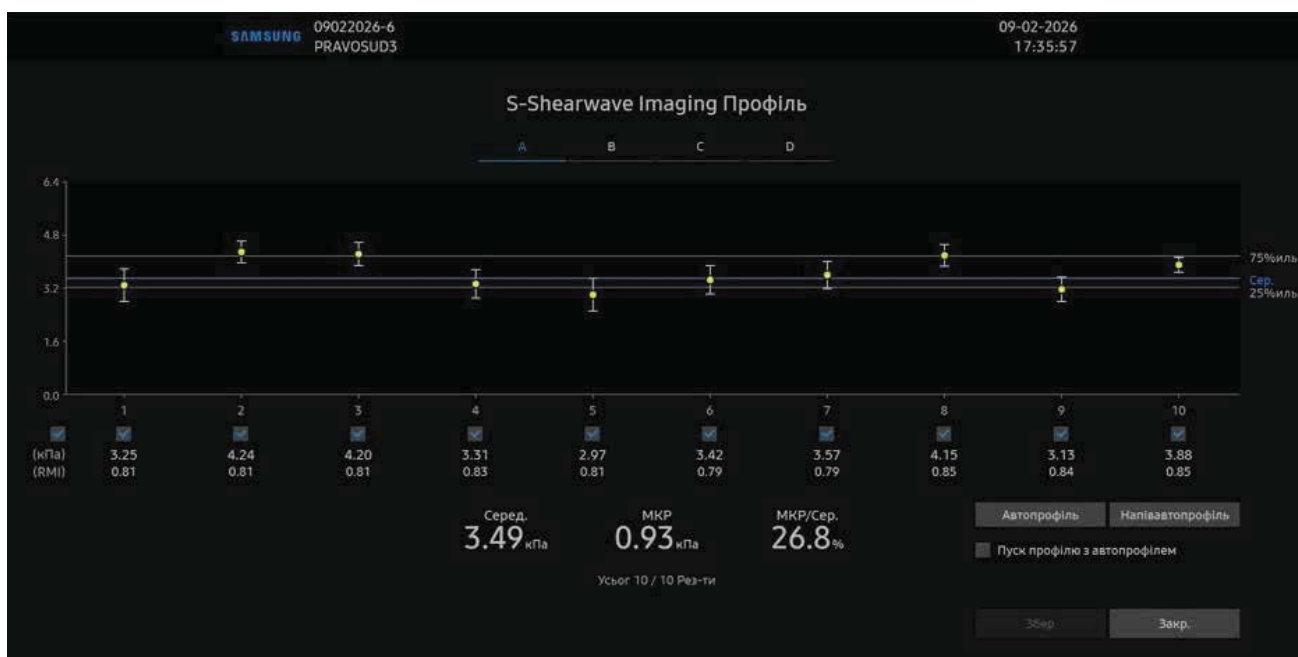 SAMSUNG 09022026-6 09-02-2026
PRAVOSUD3 17:35:57
S-Shearwave Imaging Профіль
A B C D
6.4
4.8
75%иль
Сер.
3.2
25%иль
1.6
0.0
1 2 3 4 5 6 7 8 9 10
(кПа) 3.25 4.24 4.20 3.31 2.97 3.42 3.57 4.15 3.13 3.88
(RMI) 0.81 0.81 0.81 0.83 0.81 0.79 0.79 0.85 0.84 0.85
Серед. МКР МКР/Сер. Автопрофіль Напівавтопрофіль
3.49 кПа 0.93 кПа 26.8 %
Пуск профілю з автопрофілем
Усьог 10 / 10 Рез-ти
Збер Закр.